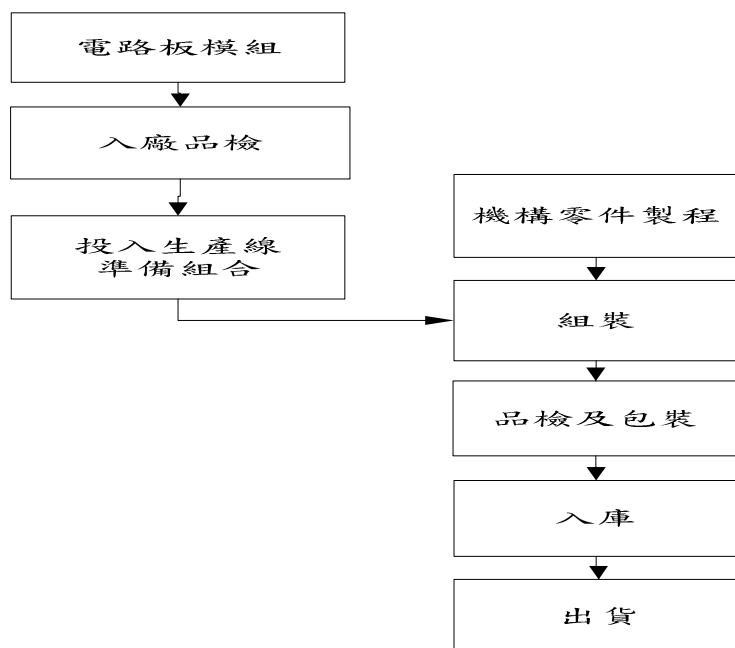 電路板模組
入廠品檢
投入生產線
準備組合
機構零件製程
組裝
品檢及包裝
入庫
出貨